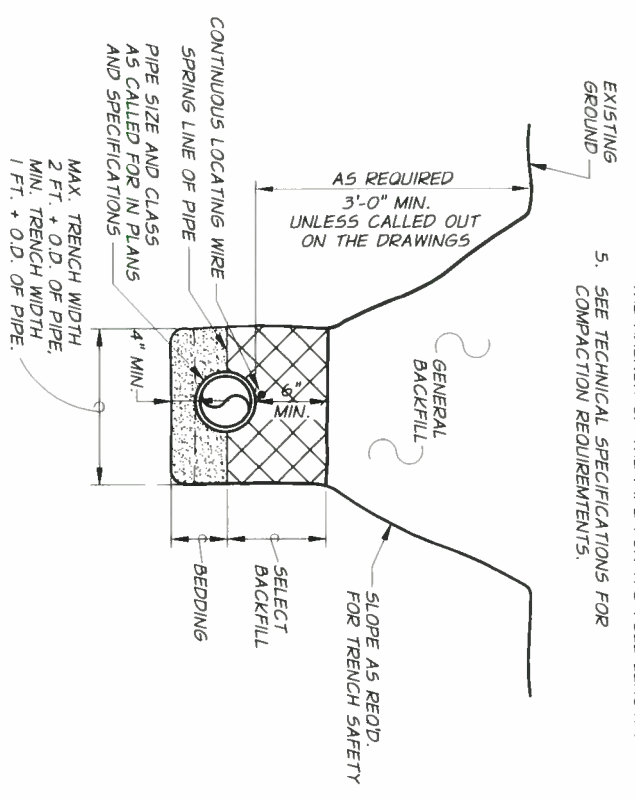 5. SEE TECHNICAL SPECIFICATIONS FOR
COMPACTION REQUIREMTENTS.
EXISTING
GROUND
AS REQUIRED
3'-0" MIN.
UNLESS CALLED OUT
ON THE DRAWINGS
GENERAL
BACKFILL
SLOPE AS REQ'D.
FOR TRENCH SAFETY
CONTINUOUS LOCATING WIRE
SPRING LINE OF PIPE
PIPE SIZE AND CLASS
AS CALLED FOR IN PLANS
AND SPECIFICATIONS
6"
MIN.
4" MIN.
SELECT
BACKFILL
BEDDING
MAX. TRENCH WIDTH
2 FT. + O.D. OF PIPE,
MIN. TRENCH WIDTH
1 FT. + O.D. OF PIPE.